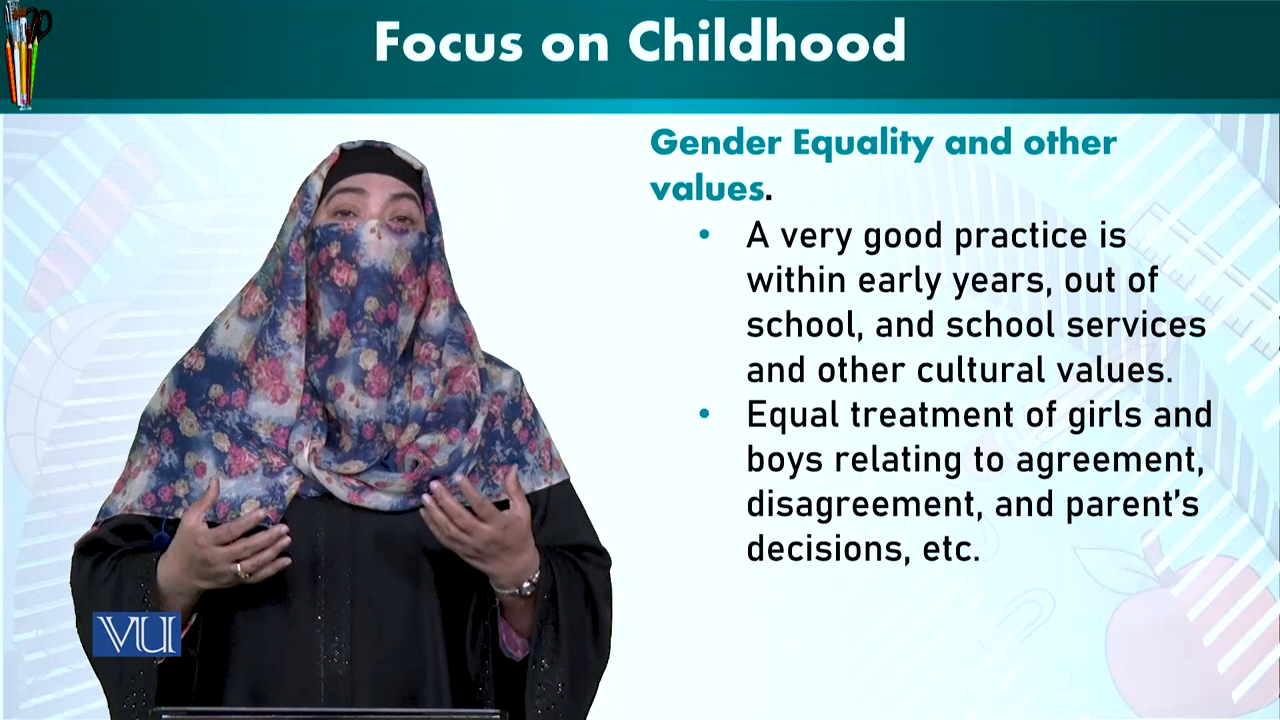 Focus on Childhood
Gender Equality and other
values.
• A very good practice is
within early years, out of
school, and school services
and other cultural values.
• Equal treatment of girls and
boys relating to agreement,
disagreement, and parent's
decisions, etc.
VU